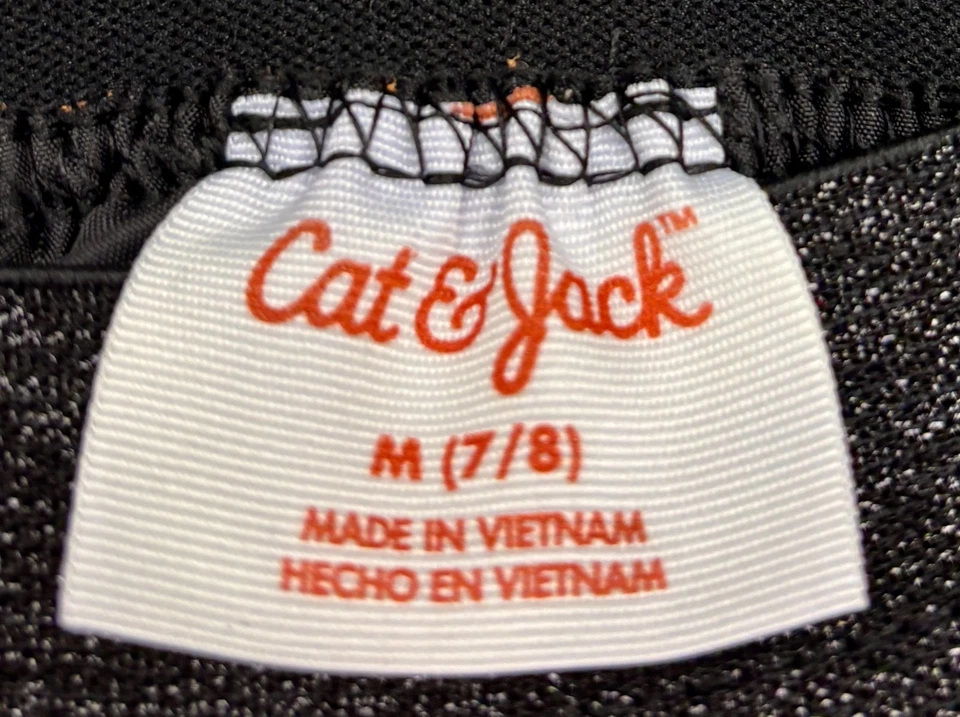 Cat & Jack™
M (7/8)
MADE IN VIETNAM
HECHO EN VIETNAM